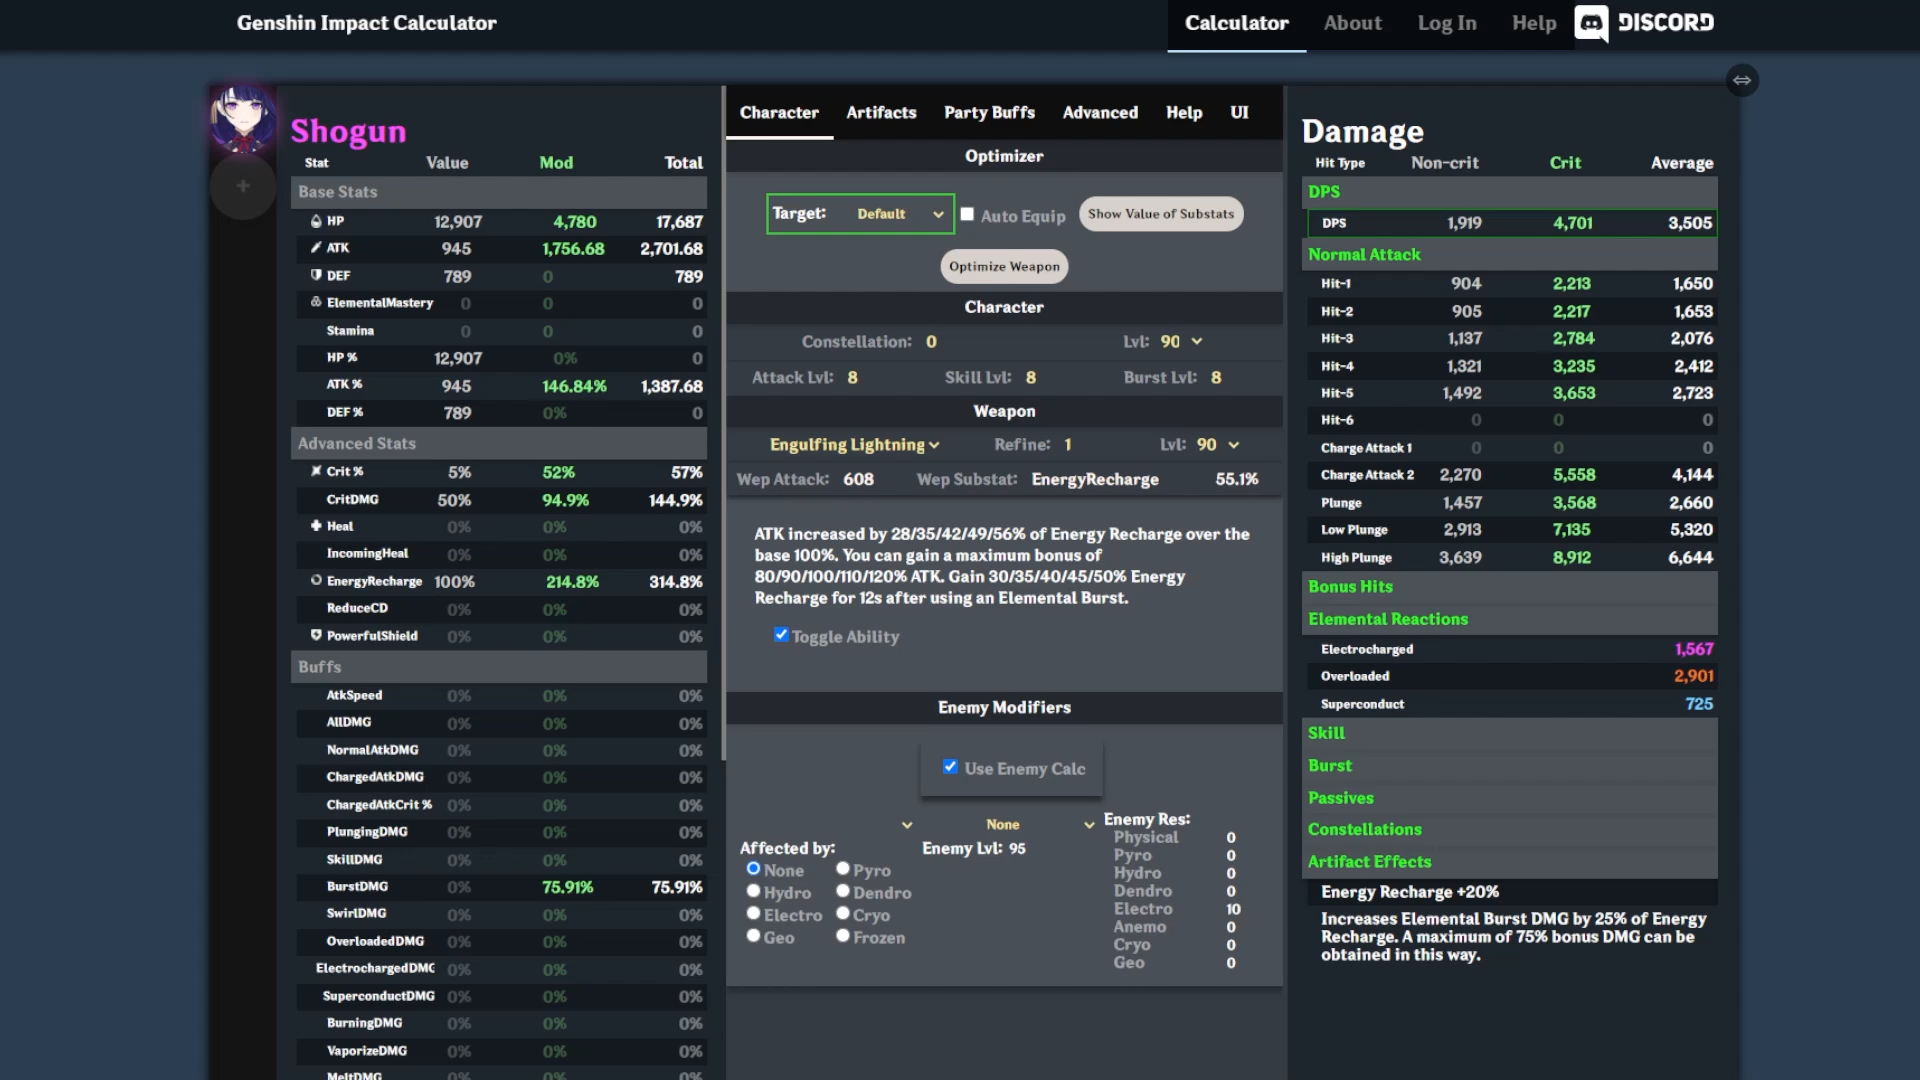 Genshin Impact Calculator
Calculator About Log In Help DISCORD
Shogun
Stat Value Mod Total
Base Stats
HP 12,907 4,780 17,687
ATK 945 1,756.68 2,701.68
DEF 789 0 789
ElementalMastery 0 0 0
Stamina 0 0 0
HP % 12,907 0% 0
ATK % 945 146.84% 1,387.68
DEF % 789 0% 0
Advanced Stats
Crit % 5% 52% 57%
CritDMG 50% 94.9% 144.9%
Heal 0% 0% 0%
IncomingHeal 0% 0% 0%
EnergyRecharge 100% 214.8% 314.8%
ReduceCD 0% 0% 0%
PowerfulShield 0% 0% 0%
Buffs
AtkSpeed 0% 0% 0%
AllDMG 0% 0% 0%
NormalAtkDMG 0% 0% 0%
ChargedAtkDMG 0% 0% 0%
ChargedAtkCrit % 0% 0% 0%
PlungingDMG 0% 0% 0%
SkillDMG 0% 0% 0%
BurstDMG 0% 75.91% 75.91%
SwirlDMG 0% 0% 0%
OverloadedDMG 0% 0% 0%
ElectrochargedDMG 0% 0% 0%
SuperconductDMG 0% 0% 0%
BurningDMG 0% 0% 0%
VaporizeDMG 0% 0% 0%
MeltDMG 0% 0% 0%
Character Artifacts Party Buffs Advanced Help UI
Optimizer
Target: Default Auto Equip Show Value of Substats
Optimize Weapon
Character
Constellation: 0 Lvl: 90
Attack Lvl: 8 Skill Lvl: 8 Burst Lvl: 8
Weapon
Engulfing Lightning Refine: 1 Lvl: 90
Wep Attack: 608 Wep Substat: EnergyRecharge 55.1%
ATK increased by 28/35/42/49/56% of Energy Recharge over the
base 100%. You can gain a maximum bonus of
80/90/100/110/120% ATK. Gain 30/35/40/45/50% Energy
Recharge for 12s after using an Elemental Burst.
Toggle Ability
Enemy Modifiers
Use Enemy Calc
None
Affected by: Enemy Lvl: 95
None Pyro
Hydro Dendro
Electro Cryo
Geo Frozen
Enemy Res:
Physical 0
Pyro 0
Hydro 0
Dendro 0
Electro 10
Anemo 0
Cryo 0
Geo 0
Damage
Hit Type Non-crit Crit Average
DPS
DPS 1,919 4,701 3,505
Normal Attack
Hit-1 904 2,213 1,650
Hit-2 905 2,217 1,653
Hit-3 1,137 2,784 2,076
Hit-4 1,321 3,235 2,412
Hit-5 1,492 3,653 2,723
Hit-6 0 0 0
Charge Attack 1 0 0 0
Charge Attack 2 2,270 5,558 4,144
Plunge 1,457 3,568 2,660
Low Plunge 2,913 7,135 5,320
High Plunge 3,639 8,912 6,644
Bonus Hits
Elemental Reactions
Electrocharged 1,567
Overloaded 2,901
Superconduct 725
Skill
Burst
Passives
Constellations
Artifact Effects
Energy Recharge +20%
Increases Elemental Burst DMG by 25% of Energy
Recharge. A maximum of 75% bonus DMG can be
obtained in this way.